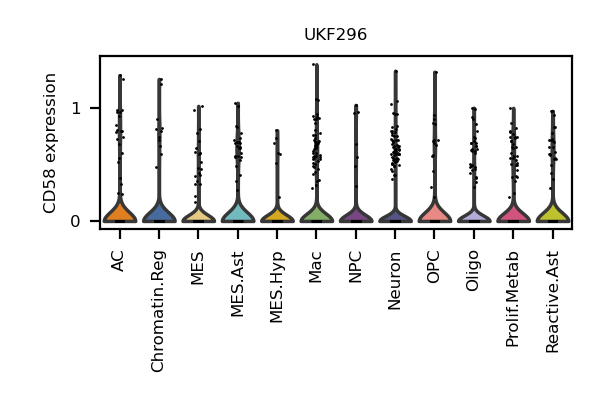 UKF296
CD58 expression
1
0
AC
Chromatin.Reg
MES
MES.Ast
MES.Hyp
Mac
NPC
Neuron
OPC
Oligo
Prolif.Metab
Reactive.Ast